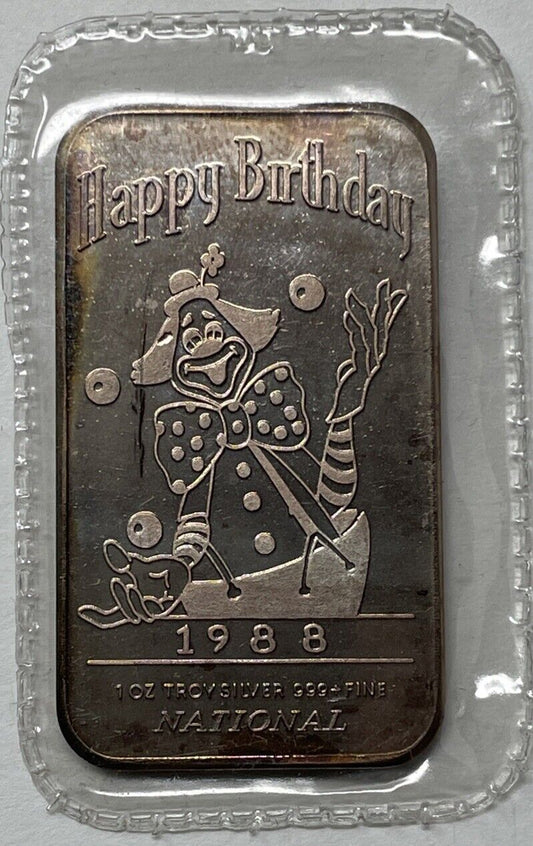 Happy Birthday
1988
1 OZ TROY SILVER 999+ FINE
NATIONAL